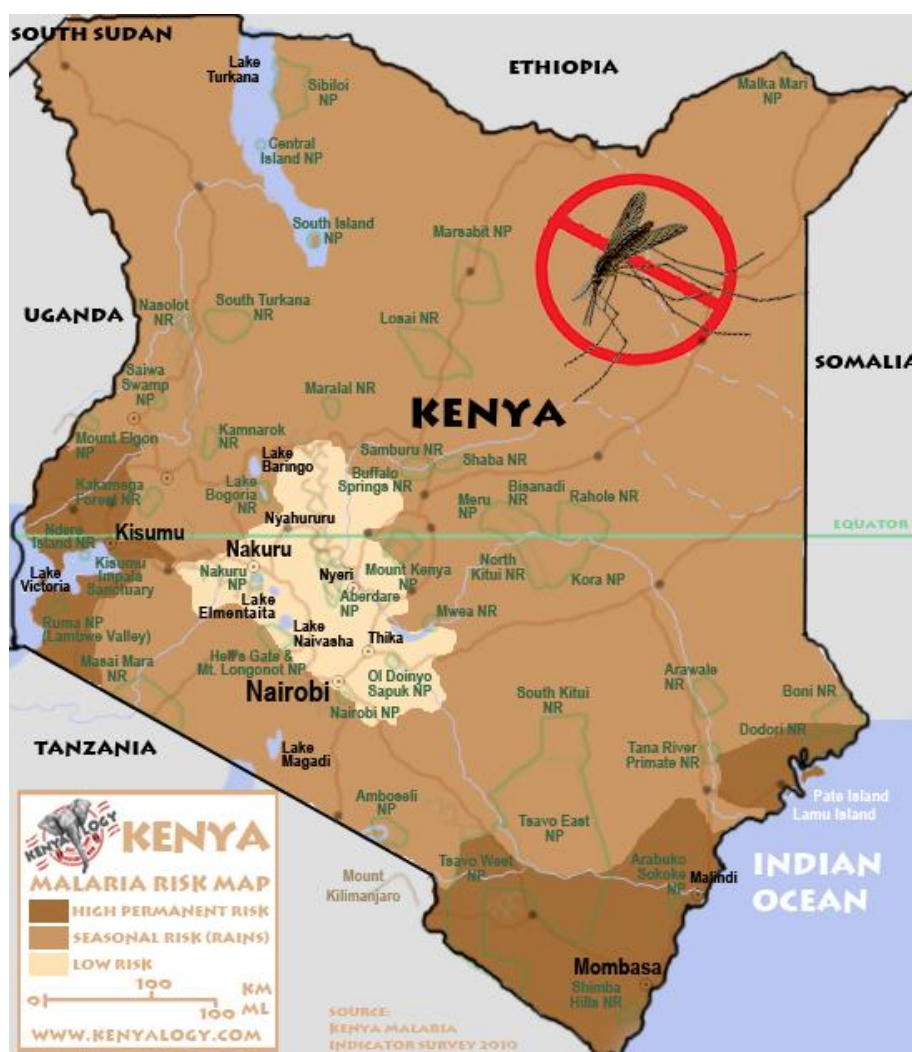 SOUTH SUDAN
Lake
Turkana
ETHIOPIA
Sibiloi
NP
Malka Mari
NP
Central
Island NP
South Island
NP
Marsabit NP
UGANDA
Nasolot
NR
South Turkana
NR
Losai NR
SOMALIA
Saiwa
Swamp
NP
Maralal NR
KENYA
Mount Elgon
NP
Kamnarok
NR
Lake
Baringo
Samburu NR
Shaba NR
Buffalo
Springs NR
Kakamega
Forest NR
Lake
Bogoria
NR
Meru
NP
Bisanadi
NR
Rahole NR
Nyahururu
EQUATOR
Ndere
Island NR
Kisumu
Nakuru
Kisumu
Impala
Sanctuary
Lake
Victoria
Nakuru
NP
Nyeri
Mount Kenya
NP
North
Kitui NR
Kora NP
Aberdare
NP
Lake
Elmentaita
Mwea NR
Ruma NP
(Lambwe Valley)
Lake
Naivasha
Thika
Masai Mara
NR
Hell's Gate &
Mt. Longonot NP
Ol Doinyo
Sapuk NP
Arawale
NR
Boni NR
Nairobi
Nairobi NP
South Kitui
NR
Dodori NR
TANZANIA
Lake
Magadi
Tana River
Primate NR
Amboseli
NP
Pate Island
Lamu Island
Tsavo East
NP
Tsavo West
NP
Arabuko
Sokoke
NP
Malindi
INDIAN
OCEAN
Mount
Kilimanjaro
Mombasa
Shimba
Hills NR
KENYALOGY
KENYA
MALARIA RISK MAP
HIGH PERMANENT RISK
SEASONAL RISK (RAINS)
LOW RISK
100 KM
0
100 ML
WWW.KENYALOGY.COM
SOURCE:
KENYA MALARIA
INDICATOR SURVEY 2010